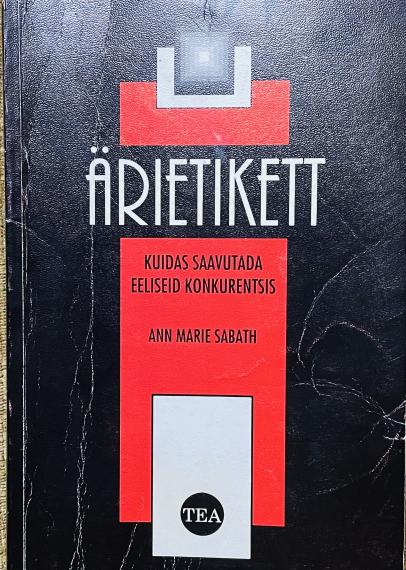 ÄRIETIKETT
KUIDAS SAAVUTADA
EELISEID KONKURENTSIS
ANN MARIE SABATH
TEA